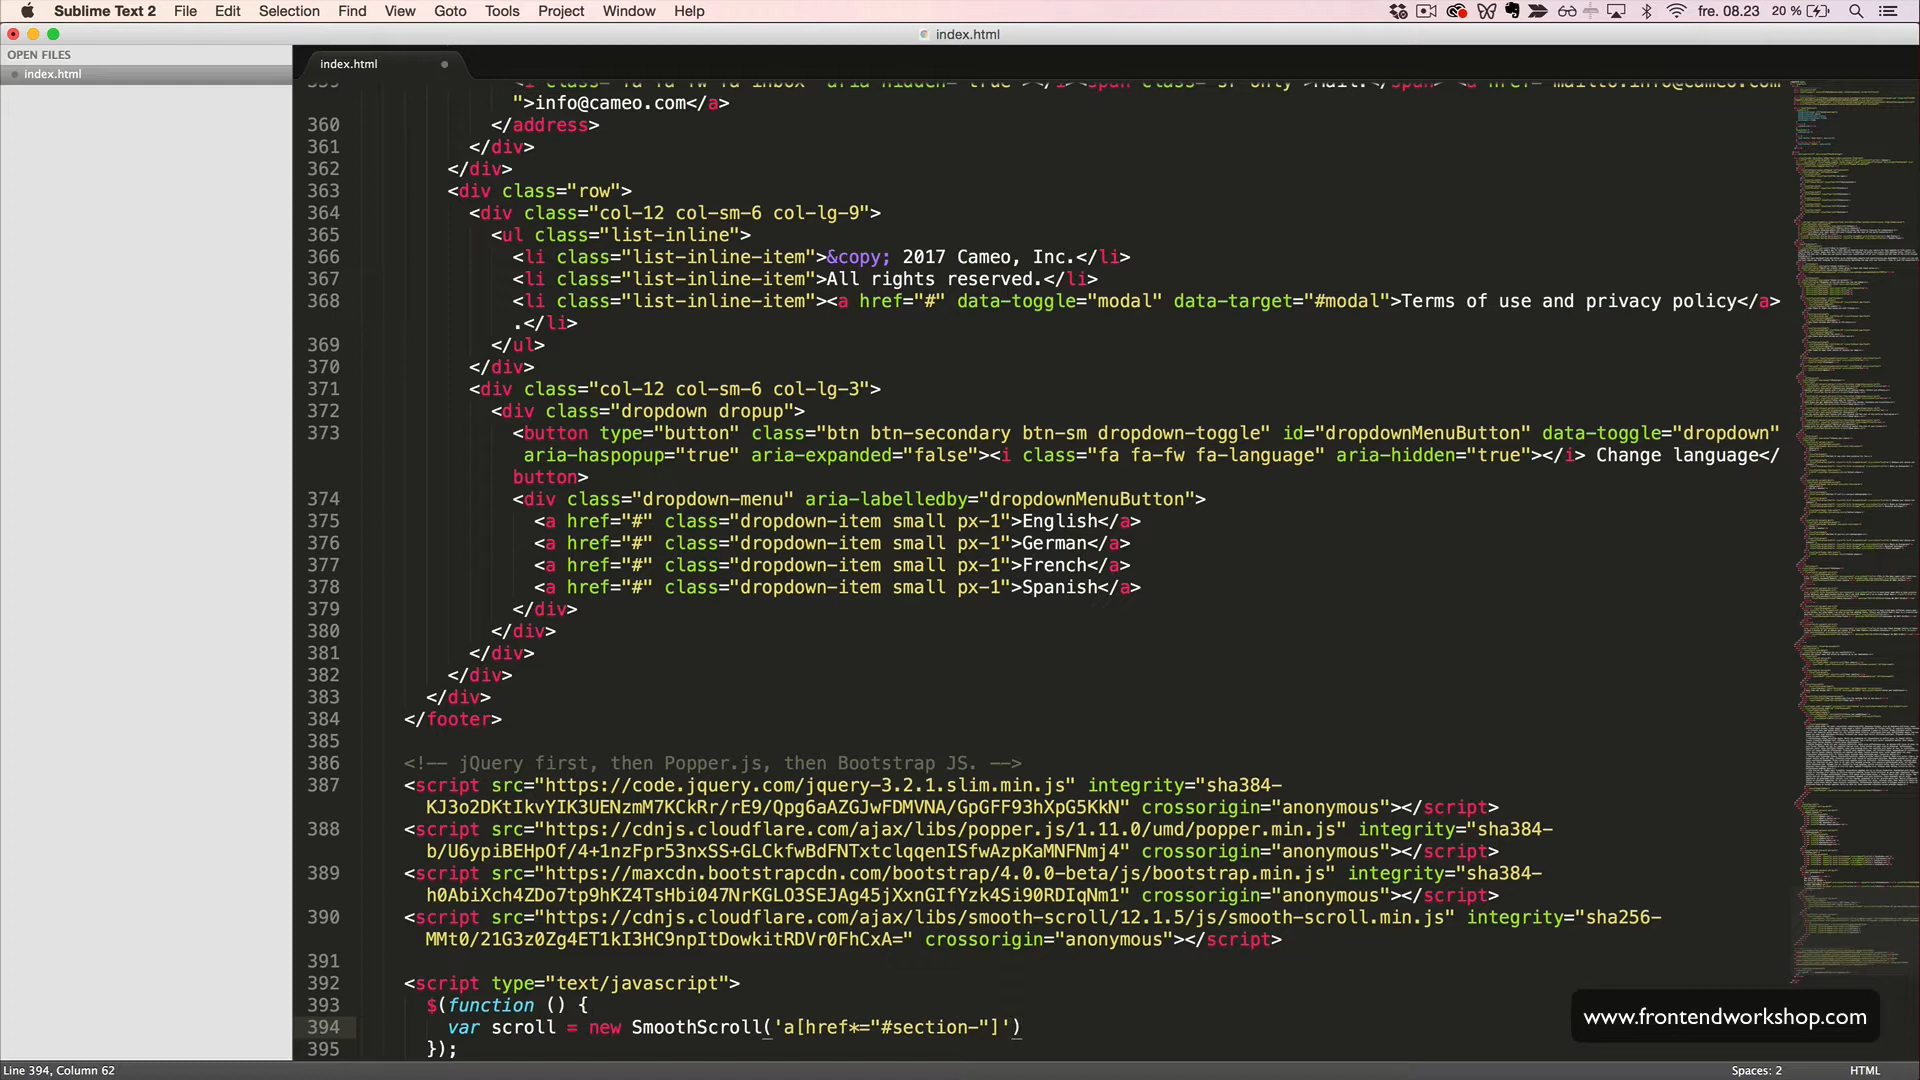 Sublime Text 2 File Edit Selection Find View Goto Tools Project Window Help fre. 08.23 20 %
index.html
OPEN FILES
index.html
index.html
">info@cameo.com</a>
360 </address>
361 </div>
362 </div>
363 <div class="row">
364 <div class="col-12 col-sm-6 col-lg-9">
365 <ul class="list-inline">
366 <li class="list-inline-item">&copy; 2017 Cameo, Inc.</li>
367 <li class="list-inline-item">All rights reserved.</li>
368 <li class="list-inline-item"><a href="#" data-toggle="modal" data-target="#modal">Terms of use and privacy policy</a>
.</li>
369 </ul>
370 </div>
371 <div class="col-12 col-sm-6 col-lg-3">
372 <div class="dropdown dropup">
373 <button type="button" class="btn btn-secondary btn-sm dropdown-toggle" id="dropdownMenuButton" data-toggle="dropdown"
aria-haspopup="true" aria-expanded="false"><i class="fa fa-fw fa-language" aria-hidden="true"></i> Change language</
button>
374 <div class="dropdown-menu" aria-labelledby="dropdownMenuButton">
375 <a href="#" class="dropdown-item small px-1">English</a>
376 <a href="#" class="dropdown-item small px-1">German</a>
377 <a href="#" class="dropdown-item small px-1">French</a>
378 <a href="#" class="dropdown-item small px-1">Spanish</a>
379 </div>
380 </div>
381 </div>
382 </div>
383 </div>
384 </footer>
385
386 <!-- jQuery first, then Popper.js, then Bootstrap JS. -->
387 <script src="https://code.jquery.com/jquery-3.2.1.slim.min.js" integrity="sha384-
KJ3o2DKtIkvYIK3UENzmM7KCkRr/rE9/Qpg6aAZGJwFDMVNA/GpGFF93hXpG5KkN" crossorigin="anonymous"></script>
388 <script src="https://cdnjs.cloudflare.com/ajax/libs/popper.js/1.11.0/umd/popper.min.js" integrity="sha384-
b/U6ypiBEHpOf/4+1nzFpr53nxSS+GLCkfwBdFNTxtclqqenISfwAzpKaMNFNmj4" crossorigin="anonymous"></script>
389 <script src="https://maxcdn.bootstrapcdn.com/bootstrap/4.0.0-beta/js/bootstrap.min.js" integrity="sha384-
h0AbiXch4ZDo7tp9hKZ4TsHbi047NrKGLO3SEJAg45jXxnGIfYzk4Si90RDIqNm1" crossorigin="anonymous"></script>
390 <script src="https://cdnjs.cloudflare.com/ajax/libs/smooth-scroll/12.1.5/js/smooth-scroll.min.js" integrity="sha256-
MMt0/21G3z0Zg4ET1kI3HC9npItDowkitRDVr0FhCxA=" crossorigin="anonymous"></script>
391
392 <script type="text/javascript">
393 $(function () {
394 var scroll = new SmoothScroll('a[href*="#section-"]')
395 });
www.frontendworkshop.com
Line 394, Column 62 Spaces: 2 HTML